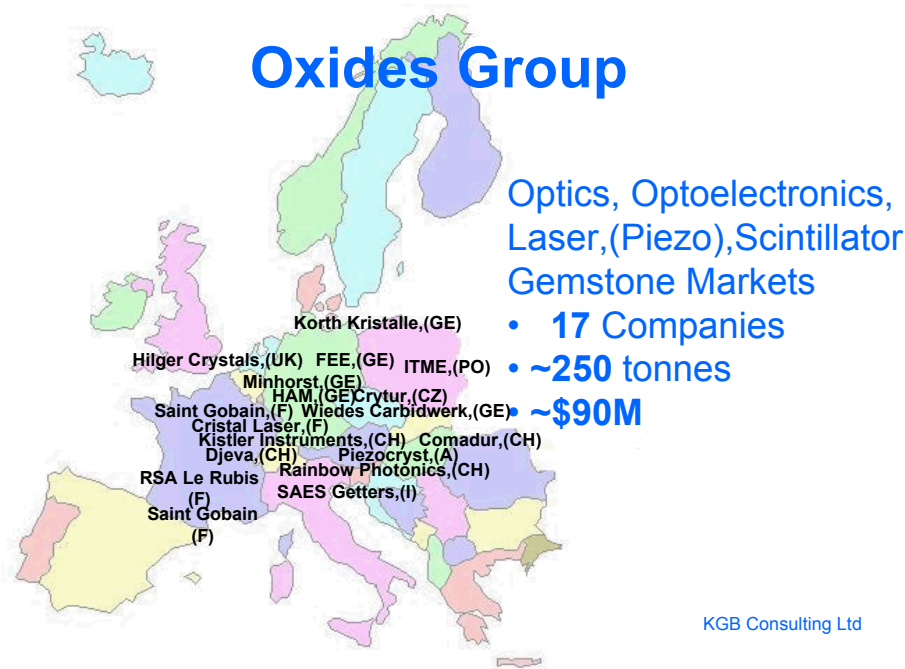 Oxides Group
Optics, Optoelectronics,
Laser,(Piezo),Scintillator
Gemstone Markets
• 17 Companies
• ~250 tonnes
• ~$90M
Korth Kristalle,(GE)
Hilger Crystals,(UK)
FEE,(GE)
ITME,(PO)
Minhorst,(GE)
HAM,(GE)
Crytur,(CZ)
Saint Gobain,(F)
Wiedes Carbidwerk,(GE)
Cristal Laser,(F)
Kistler Instruments,(CH)
Comadur,(CH)
Djeva,(CH)
Piezocryst,(A)
Rainbow Photonics,(CH)
RSA Le Rubis
(F)
SAES Getters,(I)
Saint Gobain
(F)
KGB Consulting Ltd